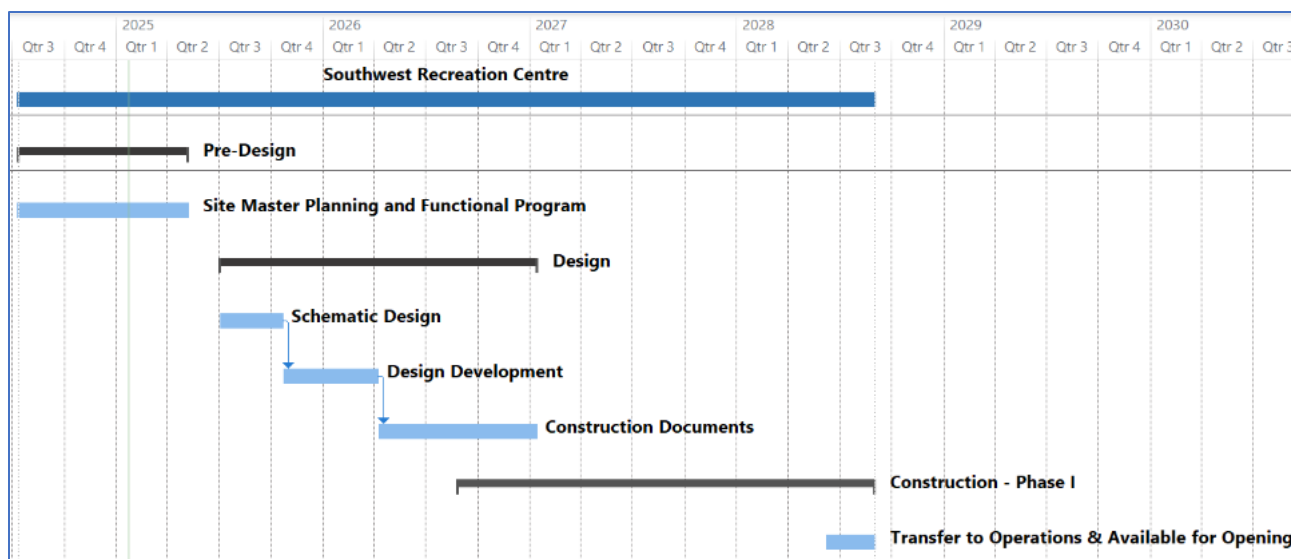 2025 2026 2027 2028 2029 2030
Qtr 3 Qtr 4 Qtr 1 Qtr 2 Qtr 3 Qtr 4 Qtr 1 Qtr 2 Qtr 3 Qtr 4 Qtr 1 Qtr 2 Qtr 3 Qtr 4 Qtr 1 Qtr 2 Qtr 3 Qtr 4 Qtr 1 Qtr 2 Qtr 3 Qtr 4 Qtr 1 Qtr 2 Qtr 3
Southwest Recreation Centre
Pre-Design
Site Master Planning and Functional Program
Design
Schematic Design
Design Development
Construction Documents
Construction - Phase I
Transfer to Operations & Available for Opening